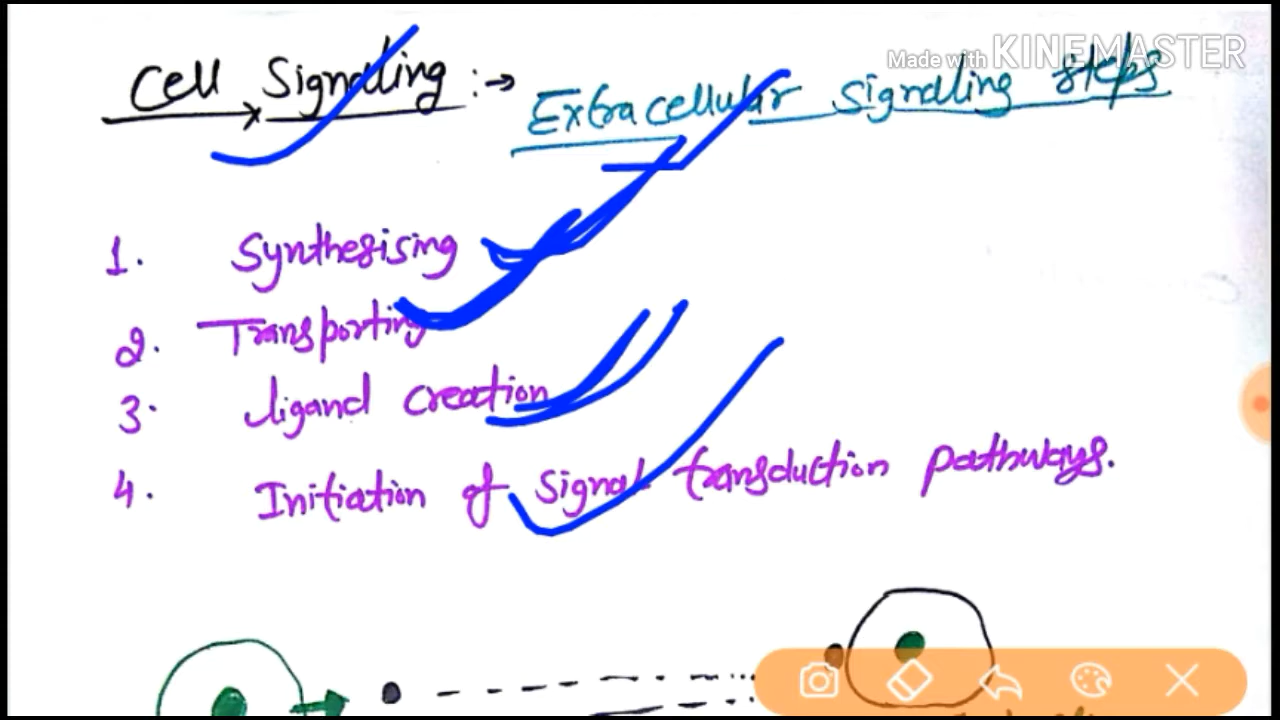 Made with KINEMASTER
Cell Signalling :→ Extracellular signalling steps
1. Synthesising
2. Transporting
3. ligand creation
4. Initiation of signal transduction pathways.